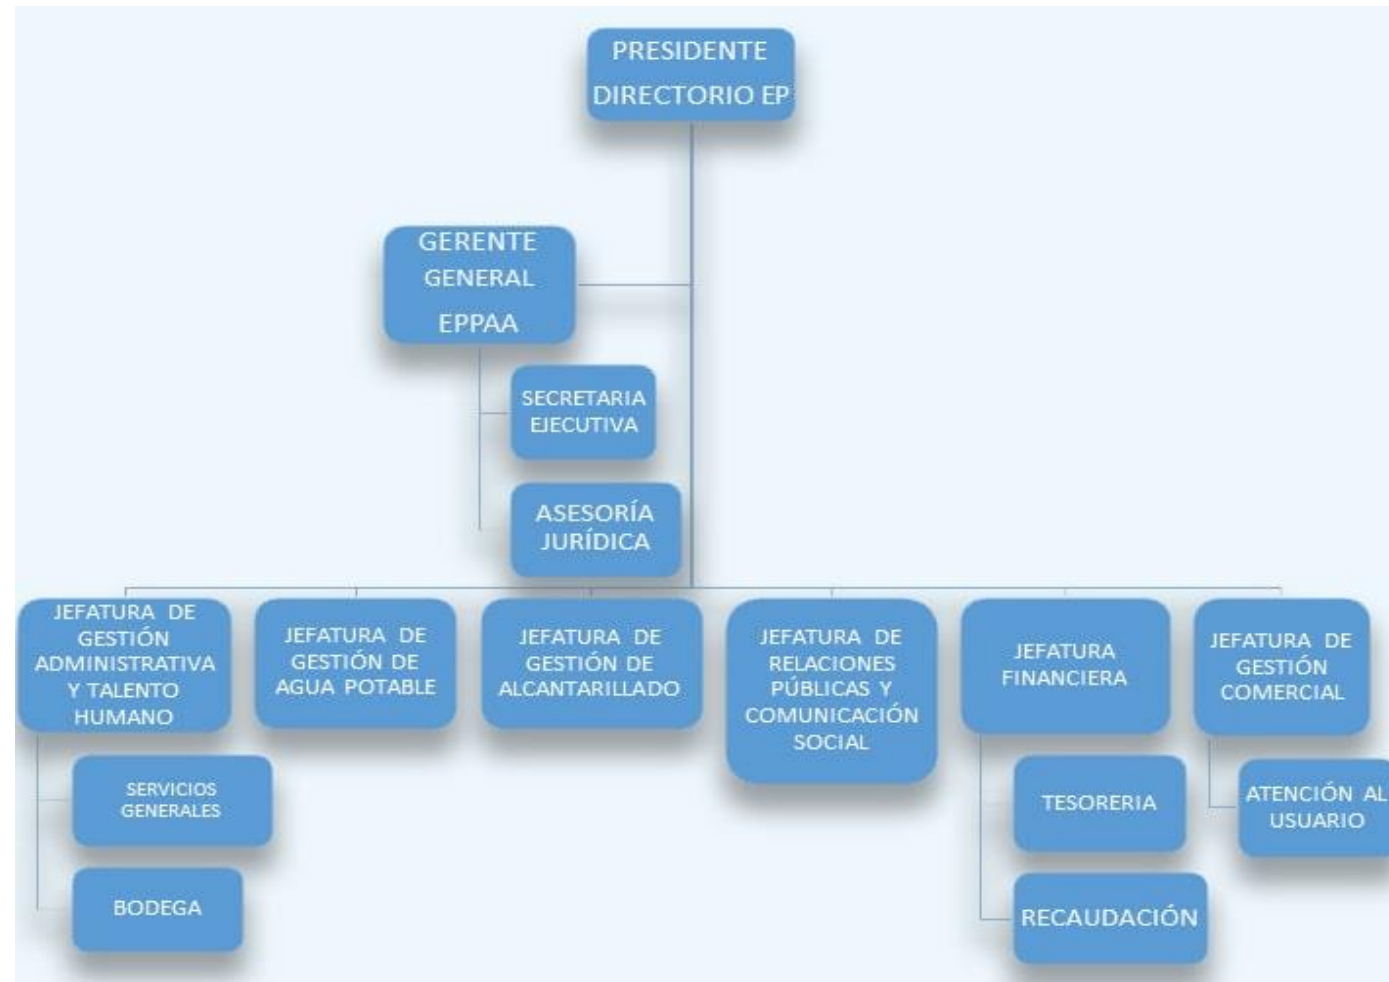 PRESIDENTE
DIRECTORIO EP
GERENTE
GENERAL
EPPAA
SECRETARIA
EJECUTIVA
ASESORÍA
JURÍDICA
JEFATURA DE
GESTIÓN
ADMINISTRATIVA
Y TALENTO
HUMANO
JEFATURA DE
GESTIÓN DE
AGUA POTABLE
JEFATURA DE
GESTIÓN DE
ALCANTARILLADO
JEFATURA DE
RELACIONES
PÚBLICAS Y
COMUNICACIÓN
SOCIAL
JEFATURA
FINANCIERA
JEFATURA DE
GESTIÓN
COMERCIAL
SERVICIOS
GENERALES
BODEGA
TESORERIA
RECAUDACIÓN
ATENCIÓN AL
USUARIO